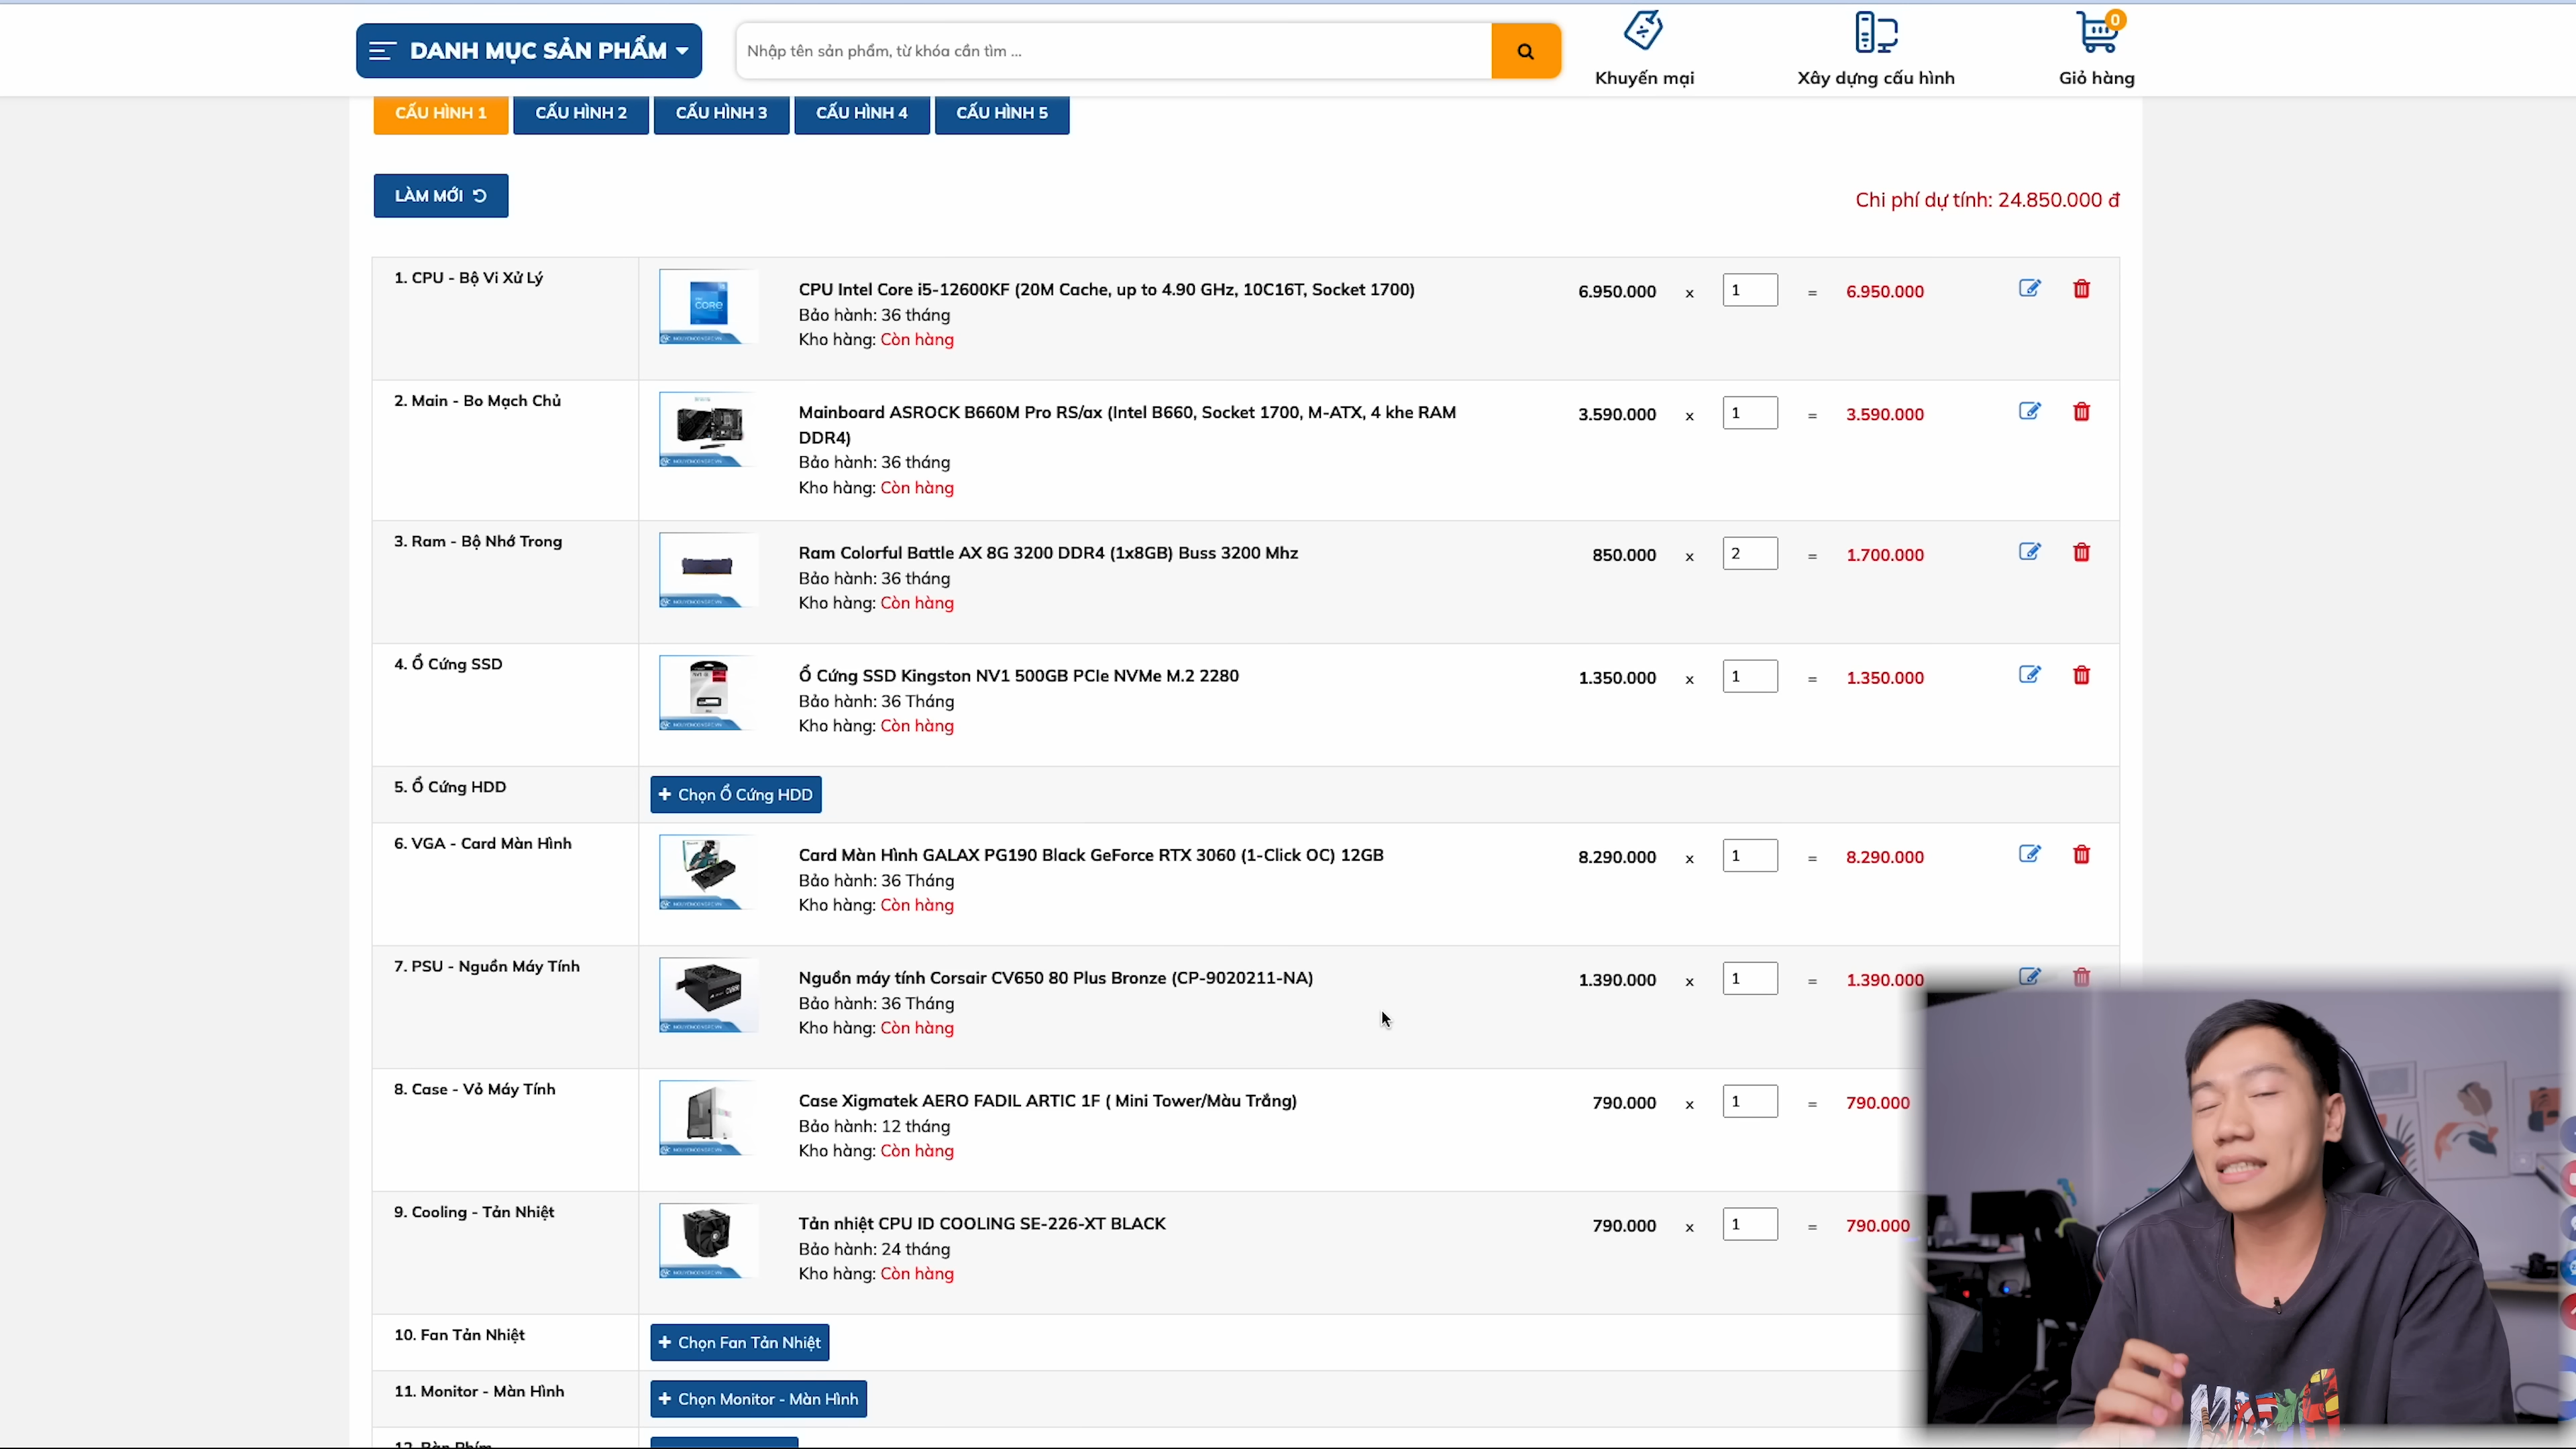 DANH MỤC SẢN PHẨM
Nhập tên sản phẩm, từ khóa cần tìm ...
Khuyến mại
Xây dựng cấu hình
0
Giỏ hàng
CẤU HÌNH 1
CẤU HÌNH 2
CẤU HÌNH 3
CẤU HÌNH 4
CẤU HÌNH 5
LÀM MỚI
Chi phí dự tính: 24.850.000 đ
1. CPU - Bộ Vi Xử Lý
CPU Intel Core i5-12600KF (20M Cache, up to 4.90 GHz, 10C16T, Socket 1700)
Bảo hành: 36 tháng
Kho hàng: Còn hàng
6.950.000 x 1 = 6.950.000
2. Main - Bo Mạch Chủ
Mainboard ASROCK B660M Pro RS/ax (Intel B660, Socket 1700, M-ATX, 4 khe RAM
DDR4)
Bảo hành: 36 tháng
Kho hàng: Còn hàng
3.590.000 x 1 = 3.590.000
3. Ram - Bộ Nhớ Trong
Ram Colorful Battle AX 8G 3200 DDR4 (1x8GB) Buss 3200 Mhz
Bảo hành: 36 tháng
Kho hàng: Còn hàng
850.000 x 2 = 1.700.000
4. Ổ Cứng SSD
Ổ Cứng SSD Kingston NV1 500GB PCIe NVMe M.2 2280
Bảo hành: 36 Tháng
Kho hàng: Còn hàng
1.350.000 x 1 = 1.350.000
5. Ổ Cứng HDD
+ Chọn Ổ Cứng HDD
6. VGA - Card Màn Hình
Card Màn Hình GALAX PG190 Black GeForce RTX 3060 (1-Click OC) 12GB
Bảo hành: 36 Tháng
Kho hàng: Còn hàng
8.290.000 x 1 = 8.290.000
7. PSU - Nguồn Máy Tính
Nguồn máy tính Corsair CV650 80 Plus Bronze (CP-9020211-NA)
Bảo hành: 36 Tháng
Kho hàng: Còn hàng
1.390.000 x 1 = 1.390.000
8. Case - Vỏ Máy Tính
Case Xigmatek AERO FADIL ARTIC 1F ( Mini Tower/Màu Trắng)
Bảo hành: 12 tháng
Kho hàng: Còn hàng
790.000 x 1 = 790.000
9. Cooling - Tản Nhiệt
Tản nhiệt CPU ID COOLING SE-226-XT BLACK
Bảo hành: 24 tháng
Kho hàng: Còn hàng
790.000 x 1 = 790.000
10. Fan Tản Nhiệt
+ Chọn Fan Tản Nhiệt
11. Monitor - Màn Hình
+ Chọn Monitor - Màn Hình